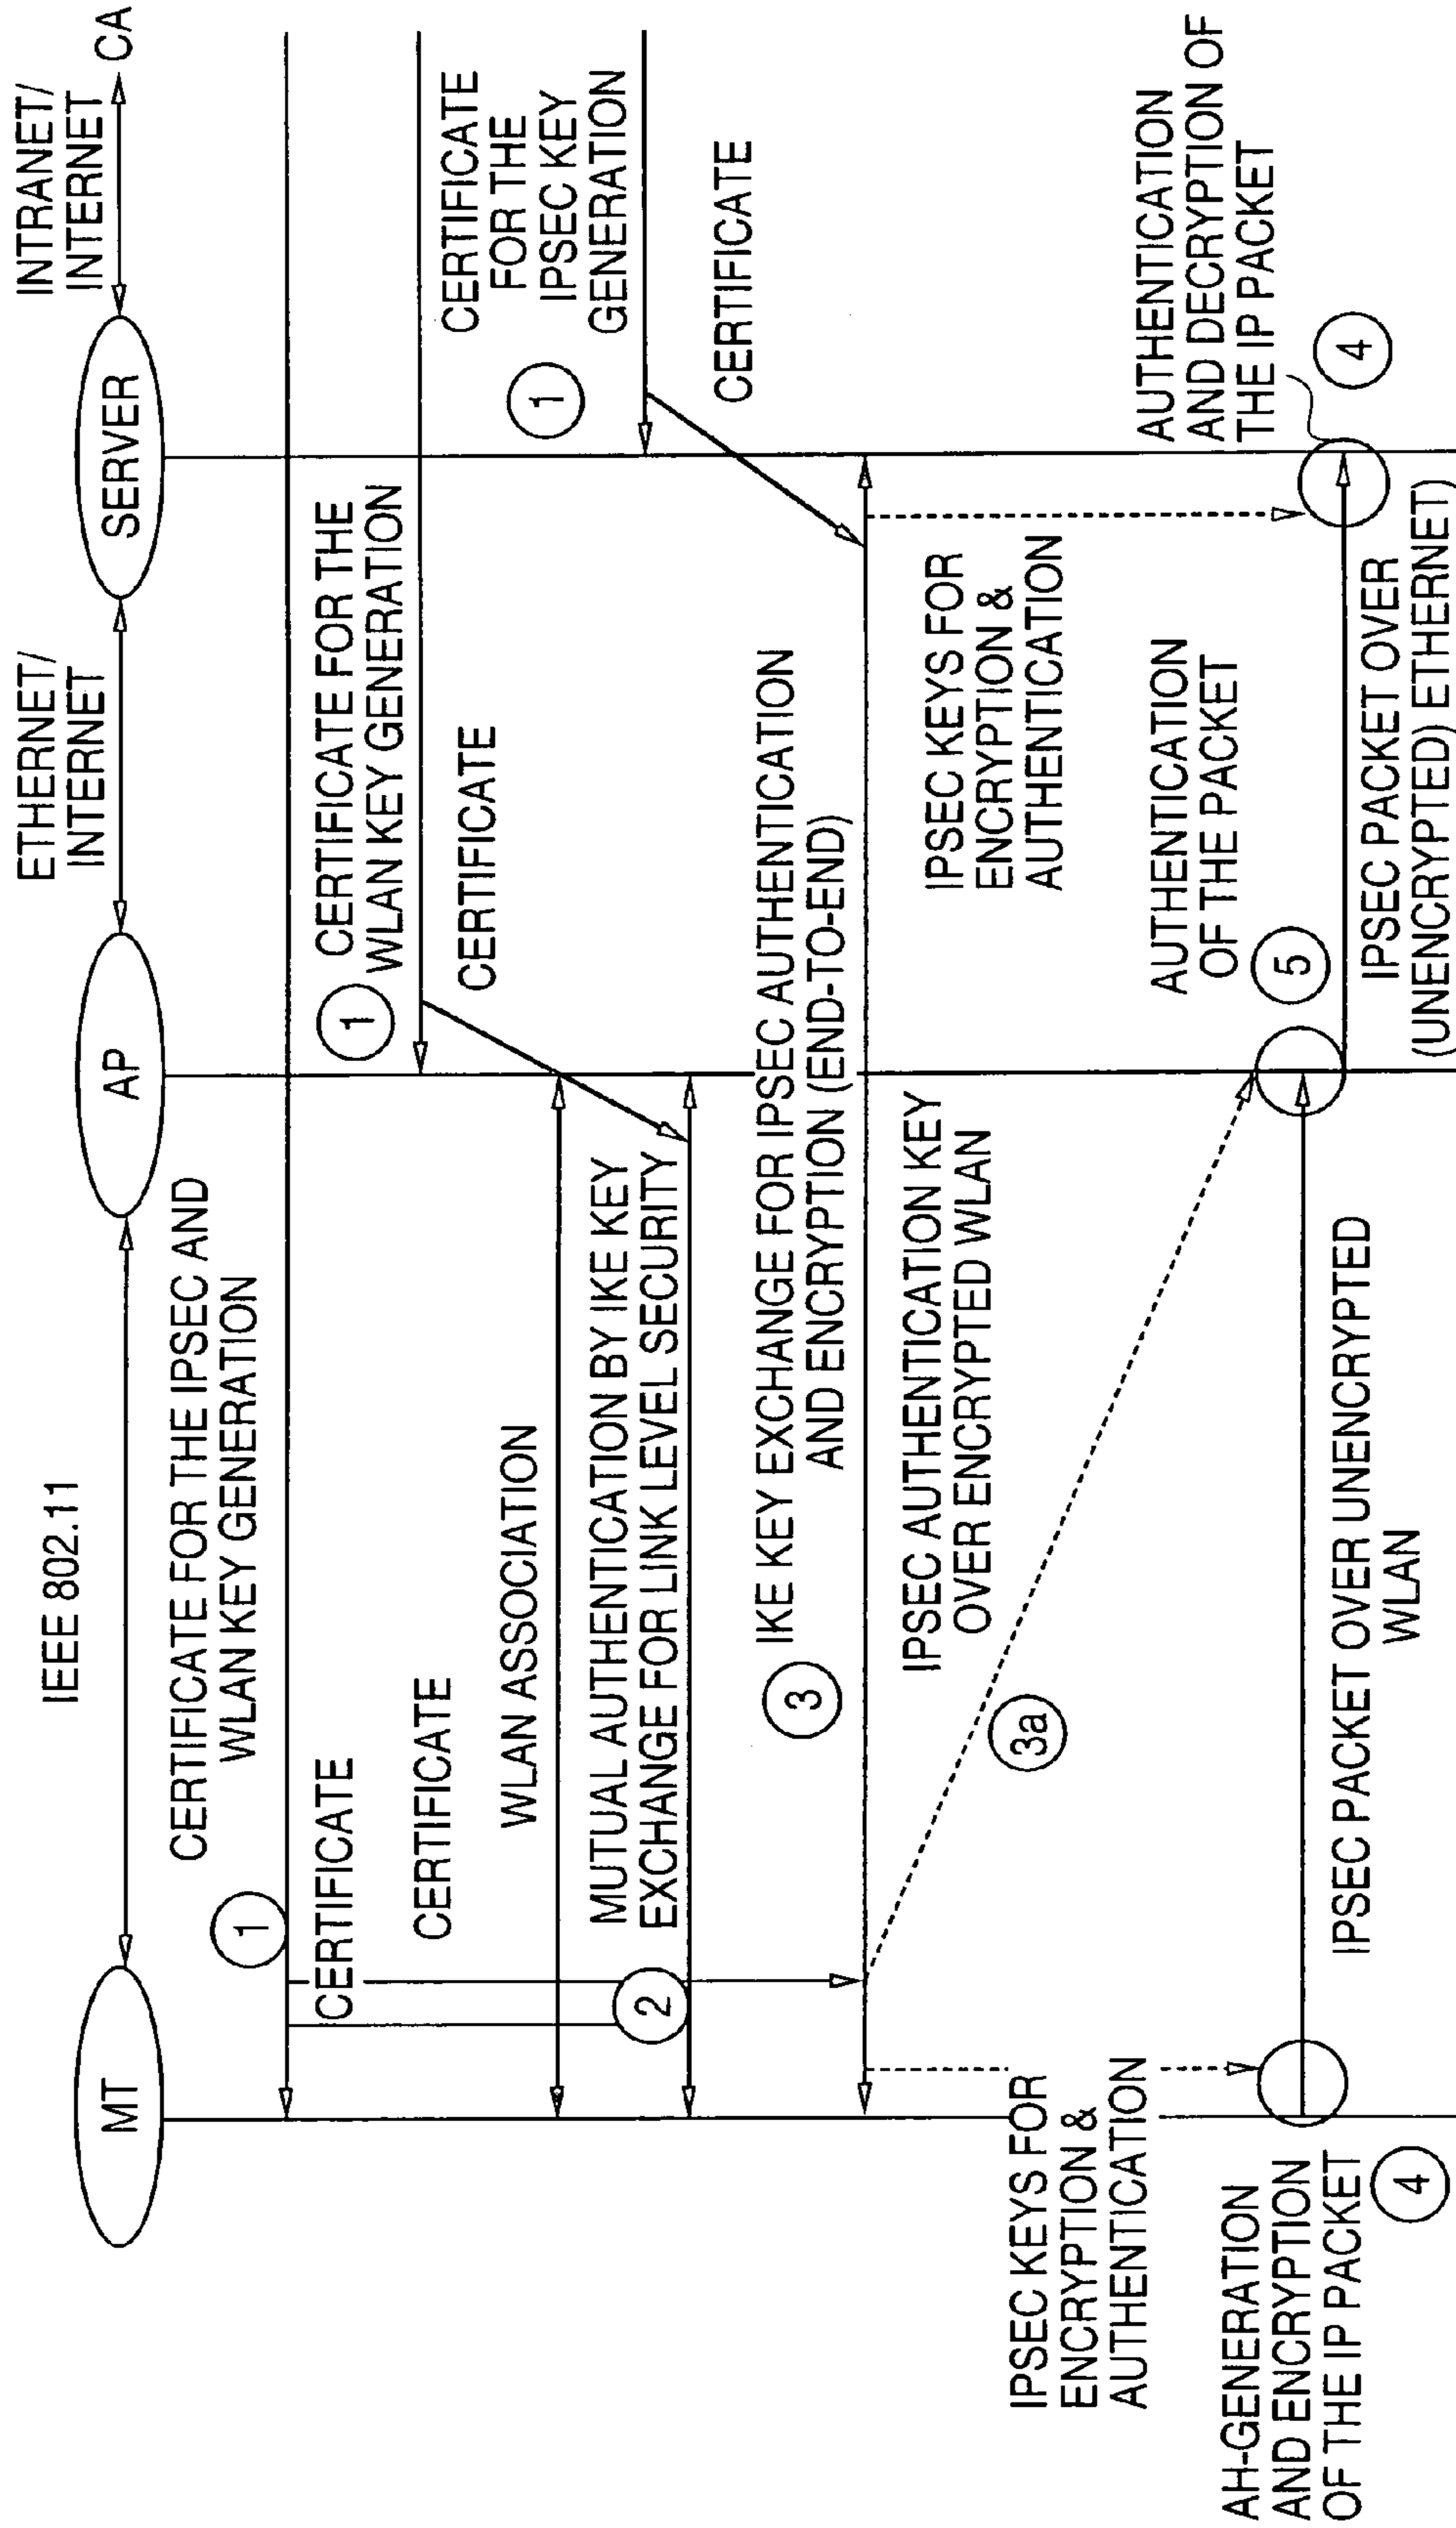 INTRANET/
INTERNET
CA
ETHERNET/
INTERNET
IEEE 802.11
MT
AP
SERVER
CERTIFICATE FOR THE IPSEC AND
WLAN KEY GENERATION
1
CERTIFICATE
1
CERTIFICATE FOR THE
WLAN KEY GENERATION
CERTIFICATE
CERTIFICATE
1
CERTIFICATE
FOR THE
IPSEC KEY
GENERATION
CERTIFICATE
WLAN ASSOCIATION
MUTUAL AUTHENTICATION BY IKE KEY
EXCHANGE FOR LINK LEVEL SECURITY
2
3
IKE KEY EXCHANGE FOR IPSEC AUTHENTICATION
AND ENCRYPTION (END-TO-END)
IPSEC AUTHENTICATION KEY
OVER ENCRYPTED WLAN
3a
IPSEC KEYS FOR
ENCRYPTION &
AUTHENTICATION
IPSEC KEYS FOR
ENCRYPTION &
AUTHENTICATION
AUTHENTICATION
OF THE PACKET
5
AUTHENTICATION
AND DECRYPTION OF
THE IP PACKET
4
AH-GENERATION
AND ENCRYPTION
OF THE IP PACKET
4
IPSEC PACKET OVER UNENCRYPTED
WLAN
IPSEC PACKET OVER
(UNENCRYPTED) ETHERNET)